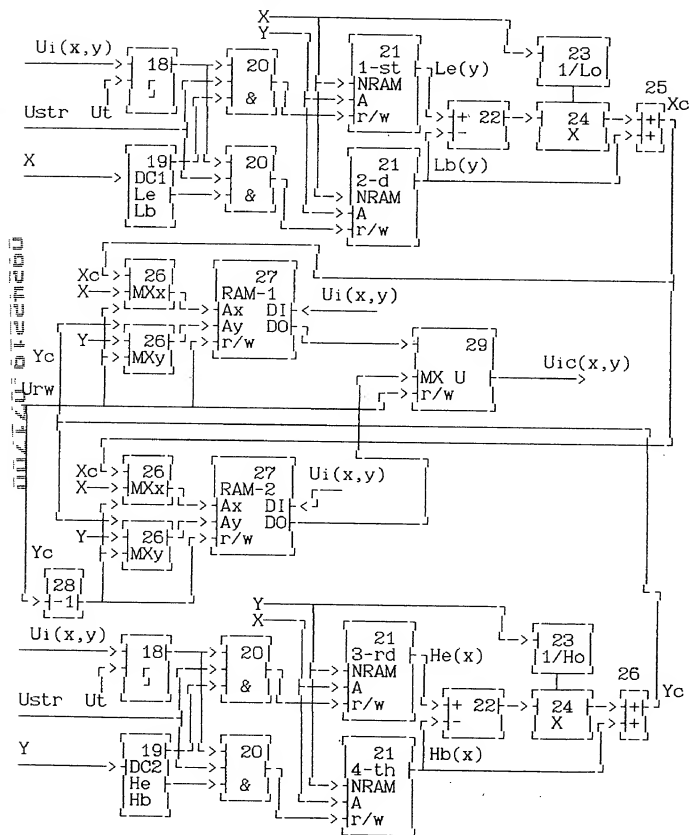 X
Y
Ui(x,y)
18
20
&
21
1-st
NRAM
A
r/w
Le(y)
23
1/Lo
25
Xc
+
+
Ustr
Ut
+
-
22
24
X
X
19
DC1
Le
Lb
20
&
21
2-d
NRAM
A
r/w
Lb(y)
Xc
X
26
MXx
27
RAM-1
Ax
DI
Ay
DO
r/w
Ui(x,y)
Yc
Y
26
MXy
29
MX U
r/w
Uic(x,y)
Urw
Xc
X
26
MXx
27
RAM-2
Ax
DI
Ay
DO
r/w
Ui(x,y)
Yc
Y
26
MXy
28
-1
Y
X
Ui(x,y)
18
20
&
21
3-rd
NRAM
A
r/w
He(x)
23
1/Ho
26
Yc
+
+
Ustr
Ut
+
-
22
24
X
Y
19
DC2
He
Hb
20
&
21
4-th
NRAM
A
r/w
Hb(x)